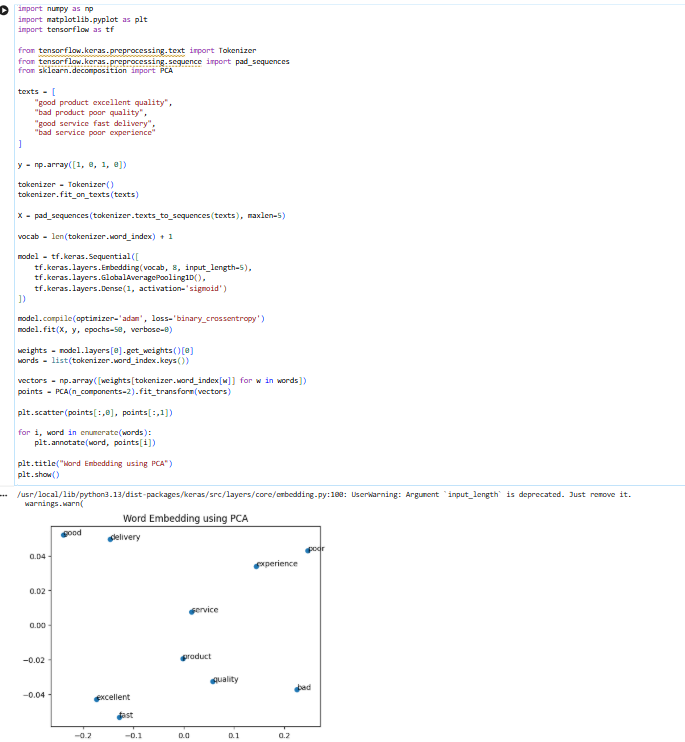 import numpy as np
import matplotlib.pyplot as plt
import tensorflow as tf
from tensorflow.keras.preprocessing.text import Tokenizer
from tensorflow.keras.preprocessing.sequence import pad_sequences
from sklearn.decomposition import PCA
texts = [
    "good product excellent quality",
    "bad product poor quality",
    "good service fast delivery",
    "bad service poor experience"
]
y = np.array([1, 0, 1, 0])
tokenizer = Tokenizer()
tokenizer.fit_on_texts(texts)
X = pad_sequences(tokenizer.texts_to_sequences(texts), maxlen=5)
vocab = len(tokenizer.word_index) + 1
model = tf.keras.Sequential([
    tf.keras.layers.Embedding(vocab, 8, input_length=5),
    tf.keras.layers.GlobalAveragePooling1D(),
    tf.keras.layers.Dense(1, activation='sigmoid')
])
model.compile(optimizer='adam', loss='binary_crossentropy')
model.fit(X, y, epochs=50, verbose=0)
weights = model.layers[0].get_weights()[0]
words = list(tokenizer.word_index.keys())
vectors = np.array([weights[tokenizer.word_index[w]] for w in words])
points = PCA(n_components=2).fit_transform(vectors)
plt.scatter(points[:,0], points[:,1])
for i, word in enumerate(words):
    plt.annotate(word, points[i])
plt.title("Word Embedding using PCA")
plt.show()
/usr/local/lib/python3.13/dist-packages/keras/src/layers/core/embedding.py:100: UserWarning: Argument `input_length` is deprecated. Just remove it.
  warnings.warn(
Word Embedding using PCA
good
delivery
poor
0.04
experience
0.02
service
0.00
product
−0.02
quality
bad
−0.04
excellent
fast
−0.2 −0.1 0.0 0.1 0.2